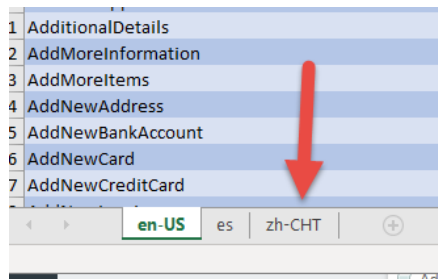 1 AdditionalDetails
2 AddMoreInformation
3 AddMoreItems
4 AddNewAddress
5 AddNewBankAccount
6 AddNewCard
7 AddNewCreditCard
en-US es zh-CHT